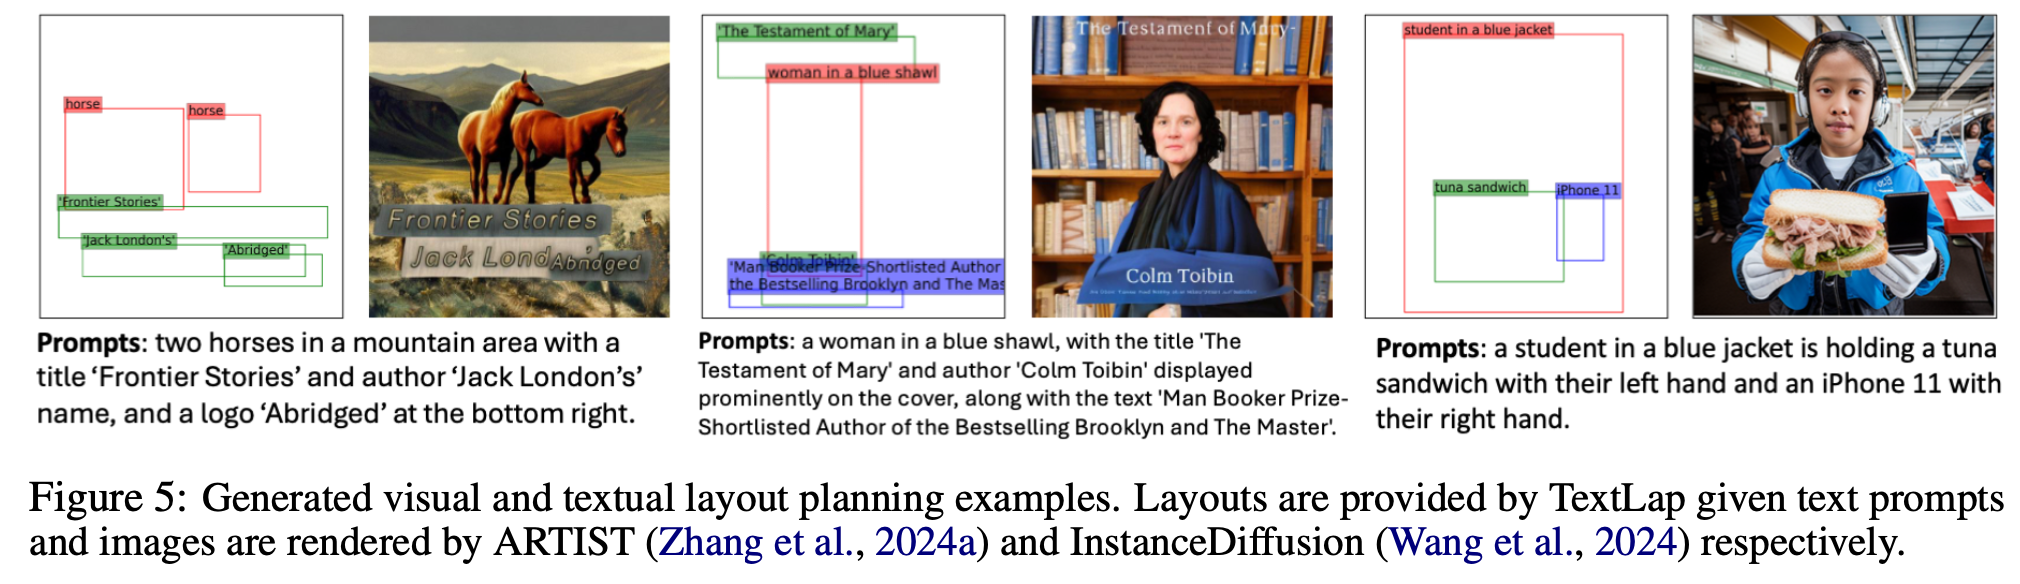 'The Testament of Mary'
The Testament of Mary-
student in a blue jacket
woman in a blue shawl
horse
horse
tuna sandwich
iPhone 11
'Frontier Stories'
Frontier Stories
'Jack London's'
'Abridged'
Jack Lond Abridged
'Colm Toibin'
'Man Booker Prize-Shortlisted Author
the Bestselling Brooklyn and The Mas
Colm Toibin
Prompts: two horses in a mountain area with a
title ‘Frontier Stories’ and author ‘Jack London’s’
name, and a logo ‘Abridged’ at the bottom right.
Prompts: a woman in a blue shawl, with the title 'The
Testament of Mary' and author 'Colm Toibin' displayed
prominently on the cover, along with the text 'Man Booker Prize-
Shortlisted Author of the Bestselling Brooklyn and The Master'.
Prompts: a student in a blue jacket is holding a tuna
sandwich with their left hand and an iPhone 11 with
their right hand.
Figure 5: Generated visual and textual layout planning examples. Layouts are provided by TextLap given text prompts
and images are rendered by ARTIST (Zhang et al., 2024a) and InstanceDiffusion (Wang et al., 2024) respectively.